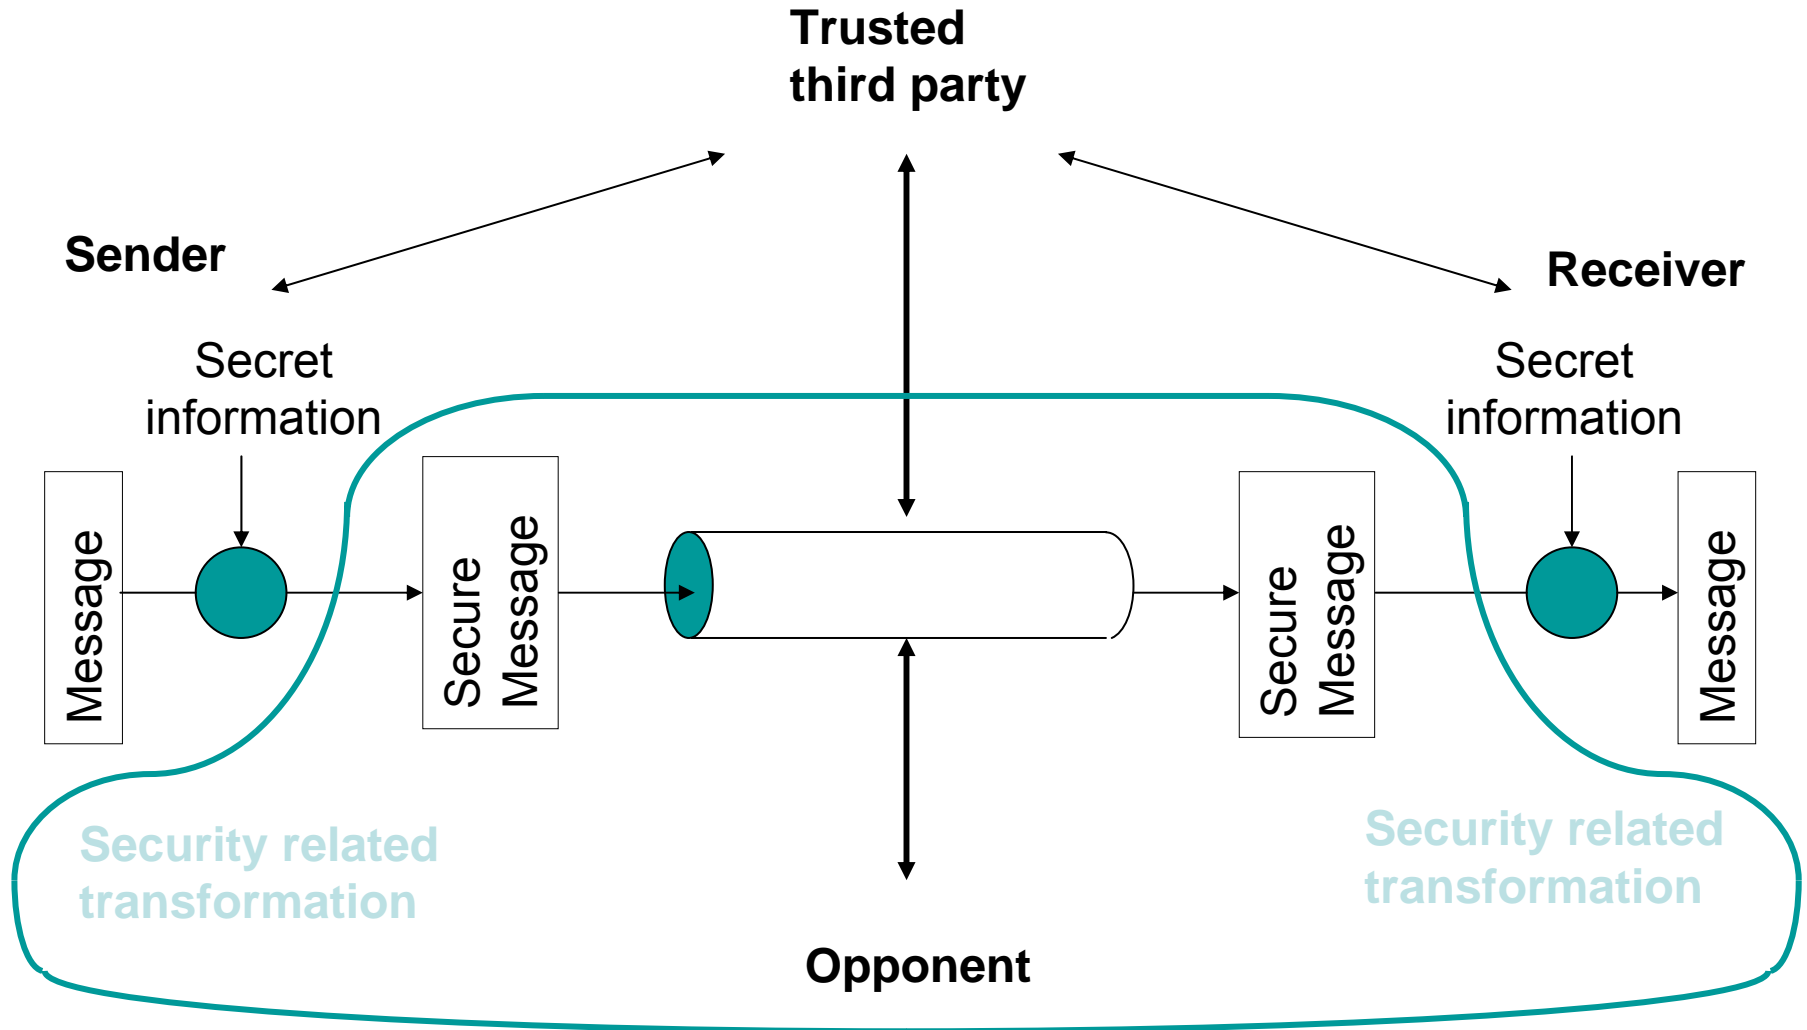 Trusted
third party
Sender
Receiver
Secret
information
Secret
information
Message
Secure
Message
Secure
Message
Message
Security related
transformation
Security related
transformation
Opponent